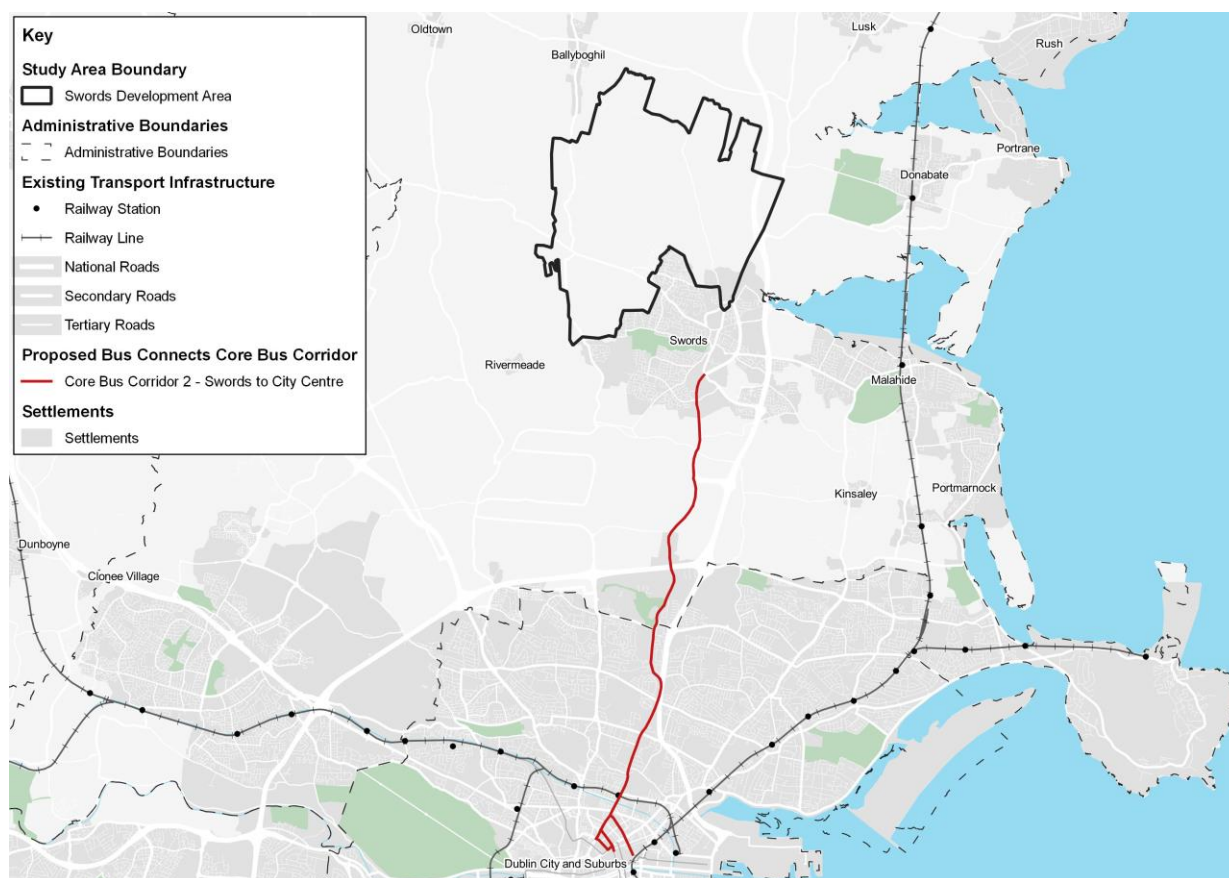 Key
Study Area Boundary
Swords Development Area
Administrative Boundaries
Administrative Boundaries
Existing Transport Infrastructure
Railway Station
Railway Line
National Roads
Secondary Roads
Tertiary Roads
Proposed Bus Connects Core Bus Corridor
Core Bus Corridor 2 - Swords to City Centre
Settlements
Settlements
Oldtown
Ballyboghil
Lusk
Rush
Portrane
Donabate
Swords
Rivermeade
Malahide
Kinsaley
Portmarnock
Dunboyne
Clonee Village
Dublin City and Suburbs